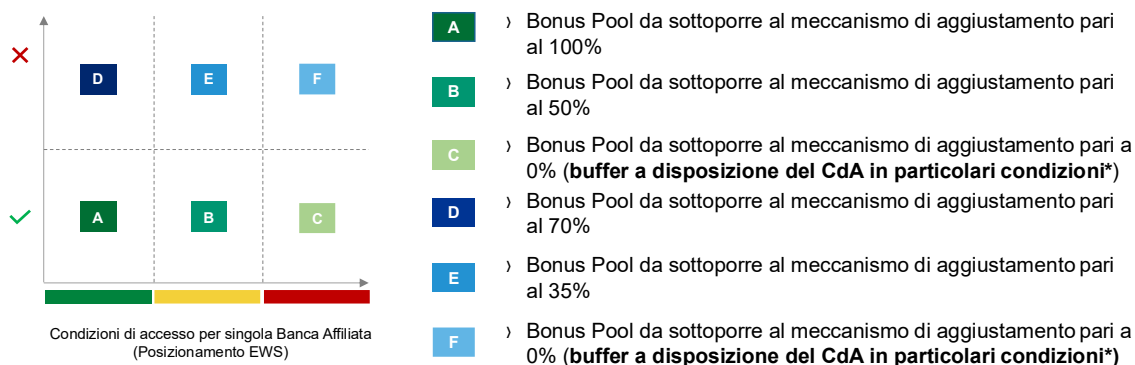 D
E
F
A
B
C
Condizioni di accesso per singola Banca Affiliata
(Posizionamento EWS)
A
› Bonus Pool da sottoporre al meccanismo di aggiustamento pari
al 100%
B
› Bonus Pool da sottoporre al meccanismo di aggiustamento pari
al 50%
C
› Bonus Pool da sottoporre al meccanismo di aggiustamento pari a
0% (buffer a disposizione del CdA in particolari condizioni*)
D
› Bonus Pool da sottoporre al meccanismo di aggiustamento pari
al 70%
E
› Bonus Pool da sottoporre al meccanismo di aggiustamento pari
al 35%
F
› Bonus Pool da sottoporre al meccanismo di aggiustamento pari a
0% (buffer a disposizione del CdA in particolari condizioni*)